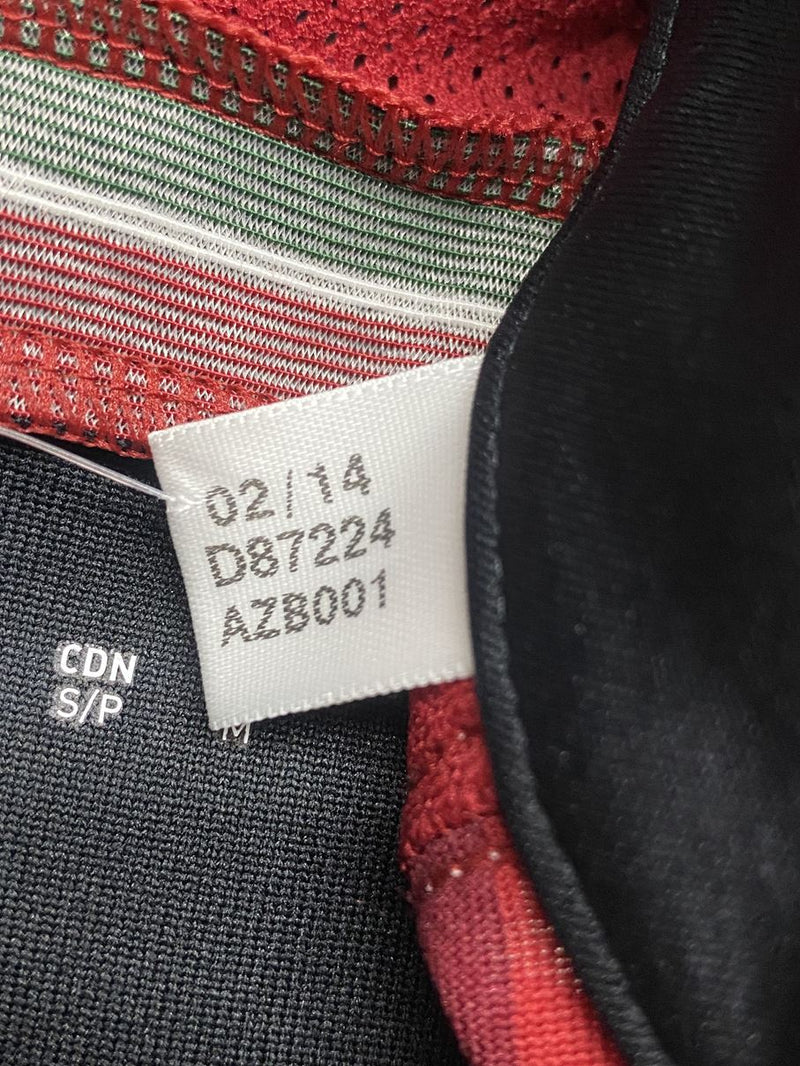 02/14
D87224
AZB001
CDN
S/P
M